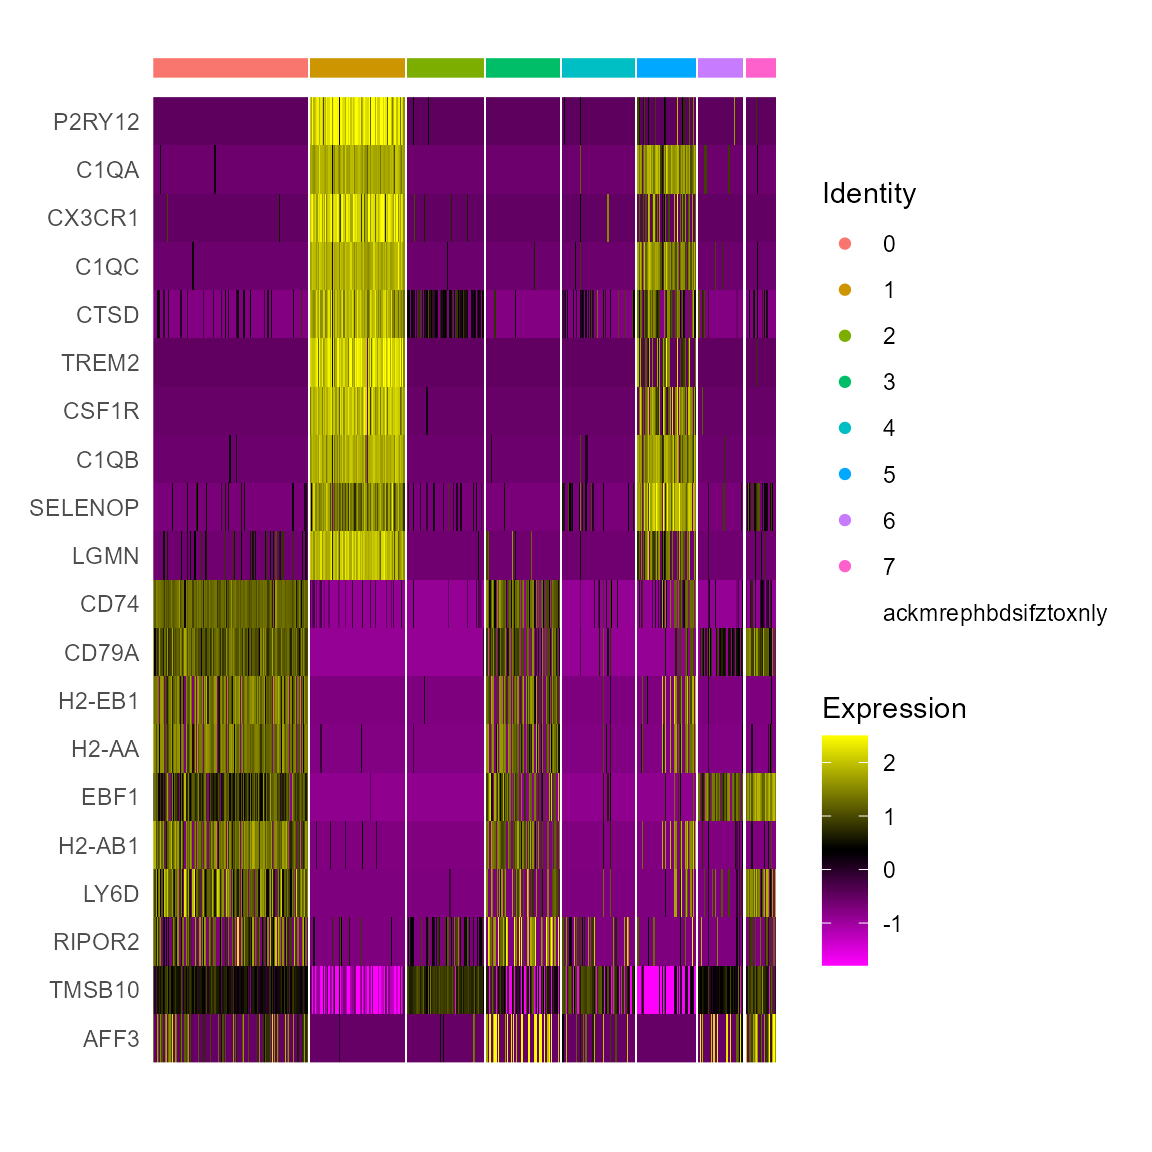 P2RY12
C1QA
CX3CR1
C1QC
CTSD
TREM2
CSF1R
C1QB
SELENOP
LGMN
CD74
CD79A
H2-EB1
H2-AA
EBF1
H2-AB1
LY6D
RIPOR2
TMSB10
AFF3
Identity
0
1
2
3
4
5
6
7
ackmrephbdsifztoxnly
Expression
2
1
0
-1